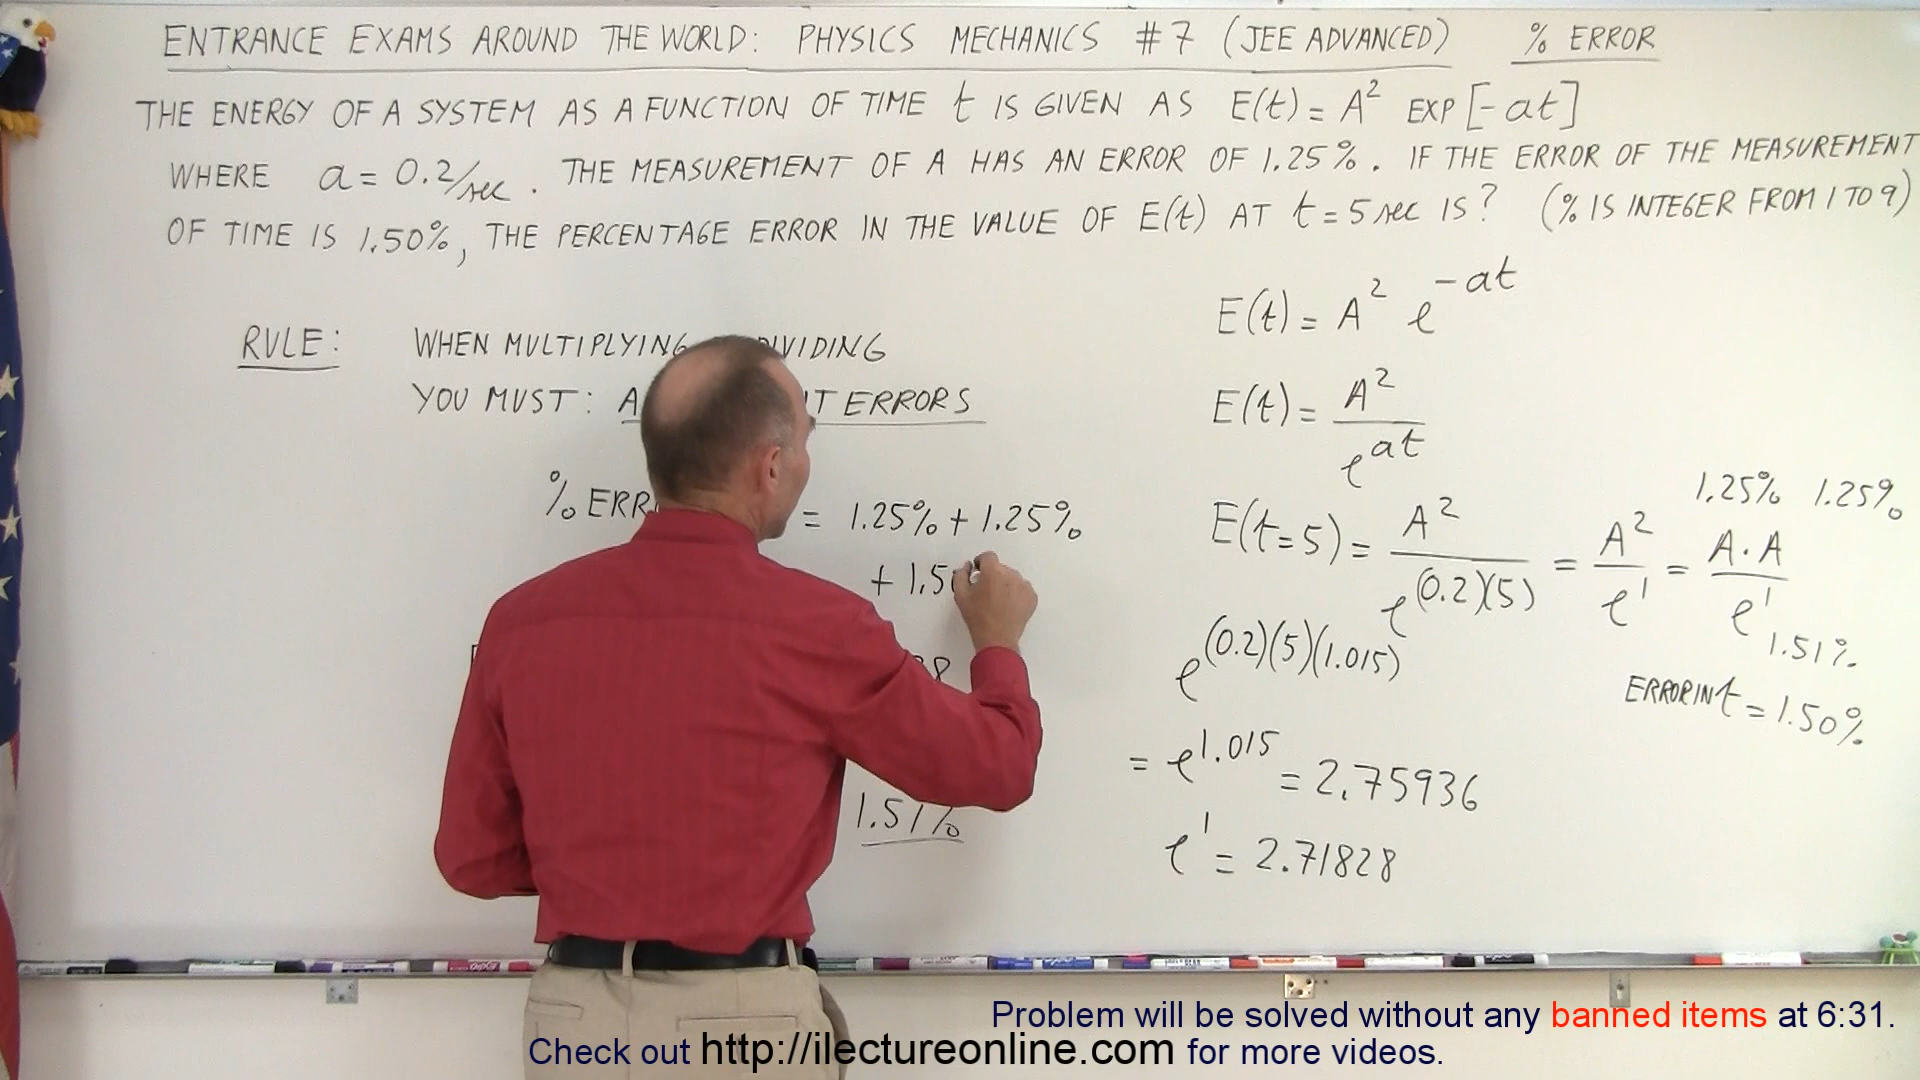 ENTRANCE EXAMS AROUND THE WORLD: PHYSICS MECHANICS #7 (JEE ADVANCED) % ERROR
THE ENERGY OF A SYSTEM AS A FUNCTION OF TIME t IS GIVEN AS E(t) = A² EXP[-at]
WHERE a = 0.2/sec. THE MEASUREMENT OF A HAS AN ERROR OF 1.25%. IF THE ERROR OF THE MEASUREMENT
OF TIME IS 1.50%, THE PERCENTAGE ERROR IN THE VALUE OF E(t) AT t = 5 sec IS? (% IS INTEGER FROM 1 TO 9)
RULE: WHEN MULTIPLYING DIVIDING
YOU MUST: ERRORS
% ERR = 1.25% + 1.25%
+ 1.5
1.51%
E(t) = A² e^-at
E(t) = A² / e^at
1.25% 1.25%
E(t=5) = A² / e^(0.2)(5) = A² / e^1 = A·A / e^1
1.51%
e^(0.2)(5)(1.015)
ERROR IN t = 1.50%
= e^1.015 = 2.75936
e^1 = 2.71828
Problem will be solved without any banned items at 6:31.
Check out http://ilectureonline.com for more videos.